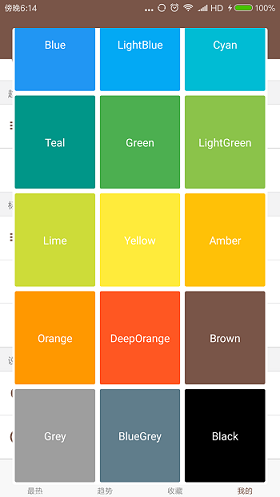 傍晚6:14 ... HD 100%
Blue LightBlue Cyan
Teal Green LightGreen
Lime Yellow Amber
Orange DeepOrange Brown
Grey BlueGrey Black
最热 趋势 收藏 我的